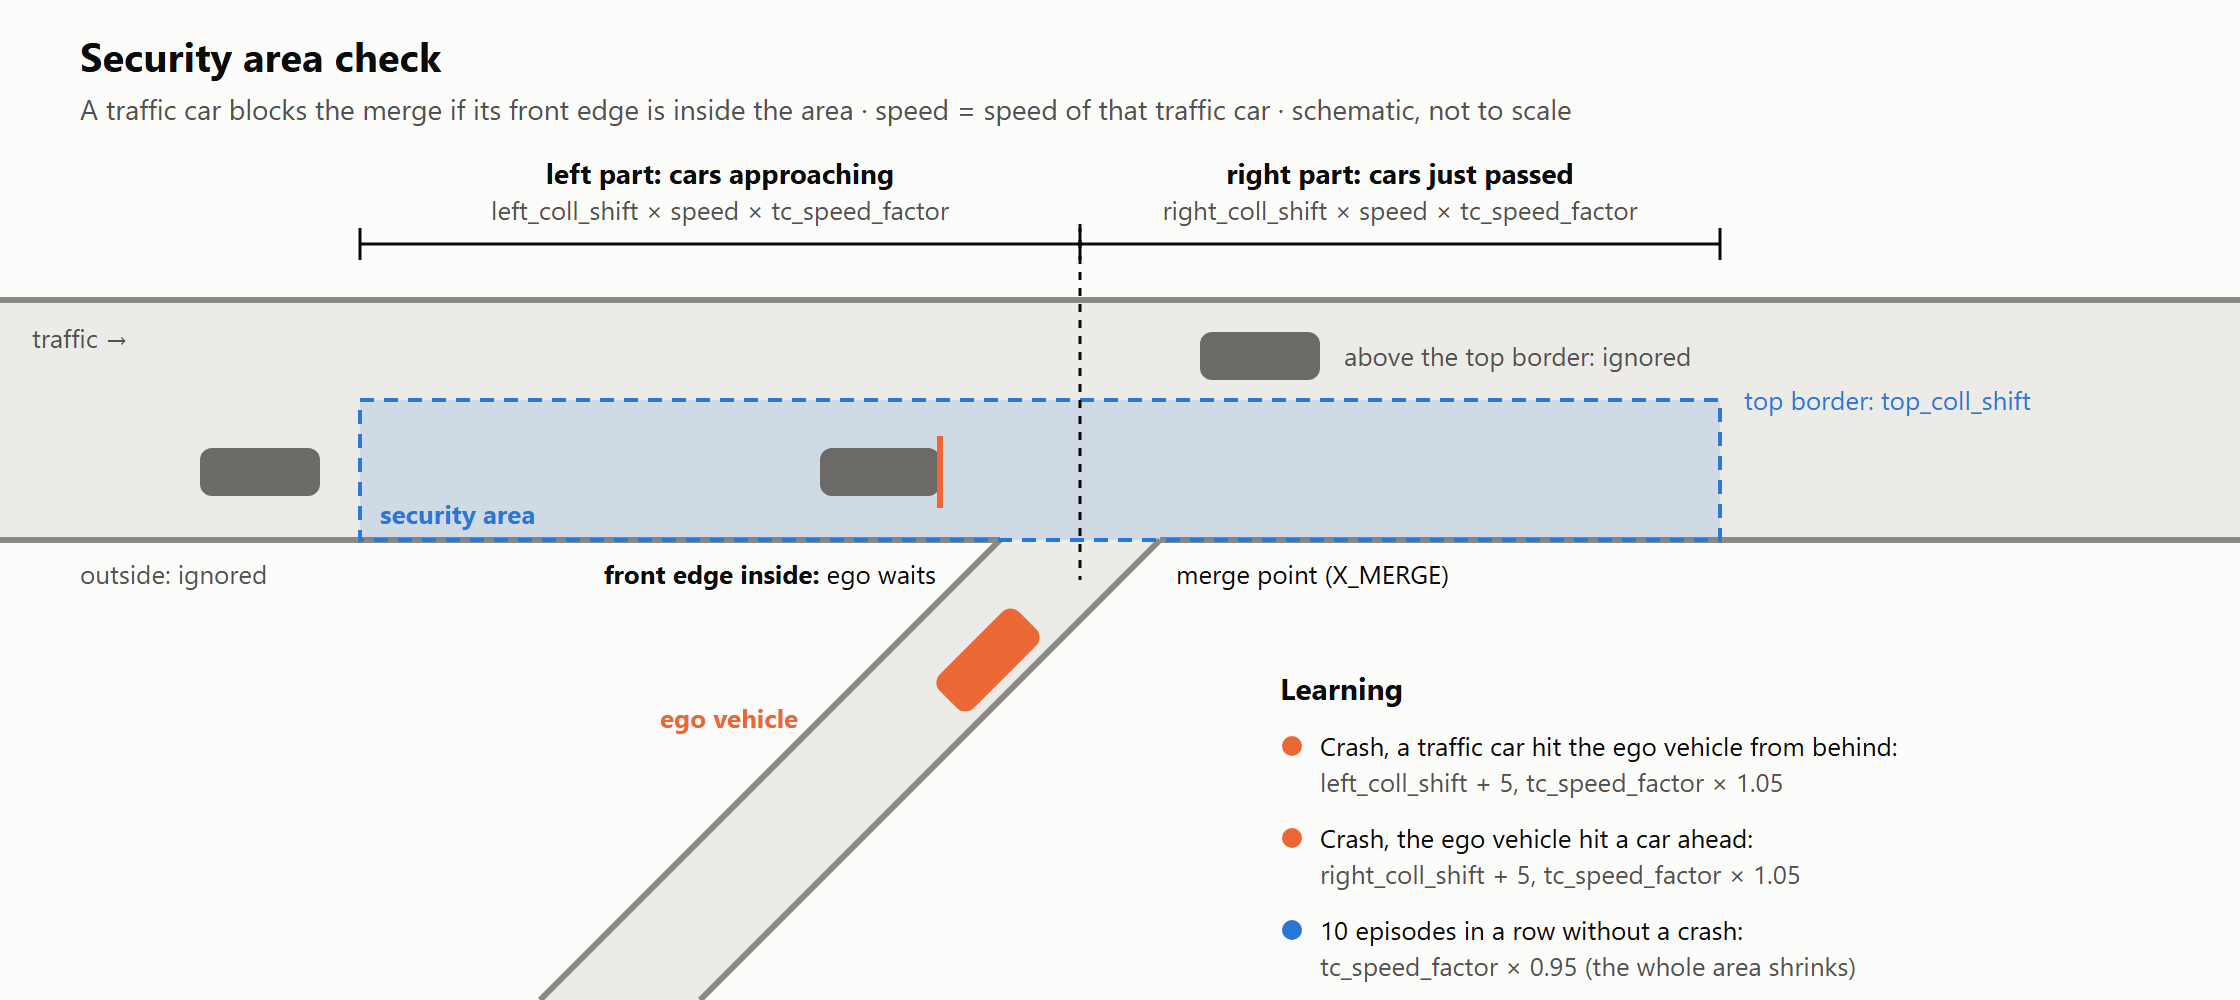 Security area check
A traffic car blocks the merge if its front edge is inside the area · speed = speed of that traffic car · schematic, not to scale
left part: cars approaching
left_coll_shift × speed × tc_speed_factor
right part: cars just passed
right_coll_shift × speed × tc_speed_factor
traffic →
above the top border: ignored
top border: top_coll_shift
security area
outside: ignored
front edge inside: ego waits
merge point (X_MERGE)
ego vehicle
Learning
Crash, a traffic car hit the ego vehicle from behind:
left_coll_shift + 5, tc_speed_factor × 1.05
Crash, the ego vehicle hit a car ahead:
right_coll_shift + 5, tc_speed_factor × 1.05
10 episodes in a row without a crash:
tc_speed_factor × 0.95 (the whole area shrinks)